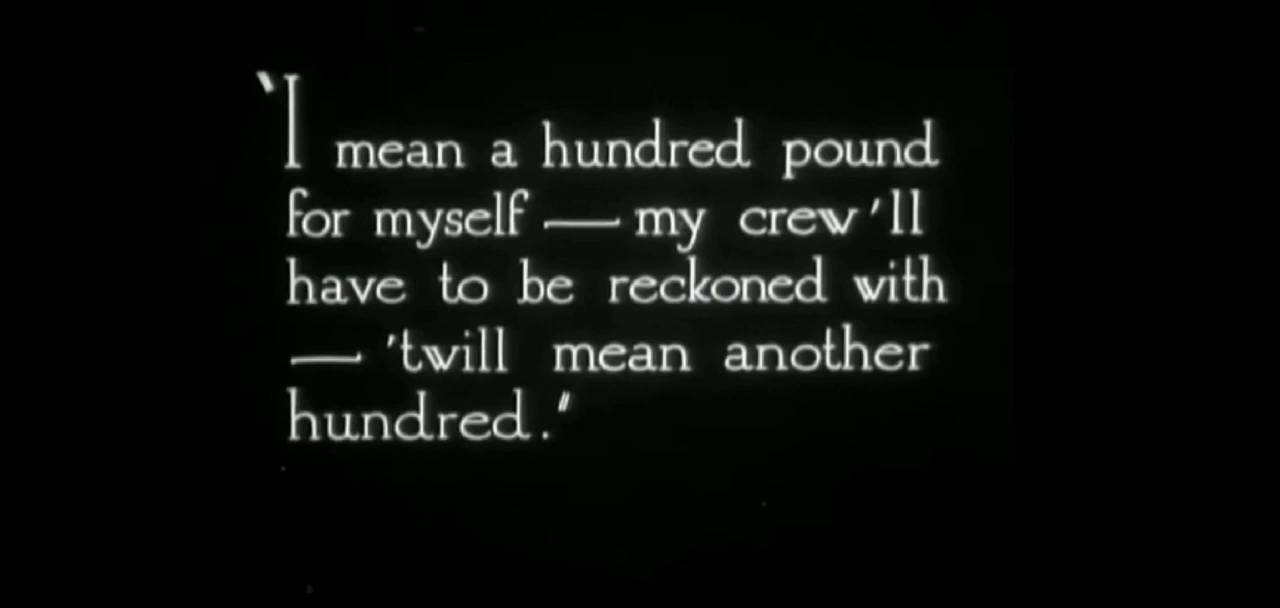 "I mean a hundred pound
for myself — my crew'll
have to be reckoned with
— 'twill mean another
hundred."